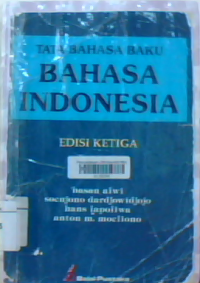 TATA BAHASA BAKU
BAHASA
INDONESIA
EDISI KETIGA
hasan alwi
soenjono dardjowidjojo
hans lapoliwa
anton m. moeliono
Balai Pustaka